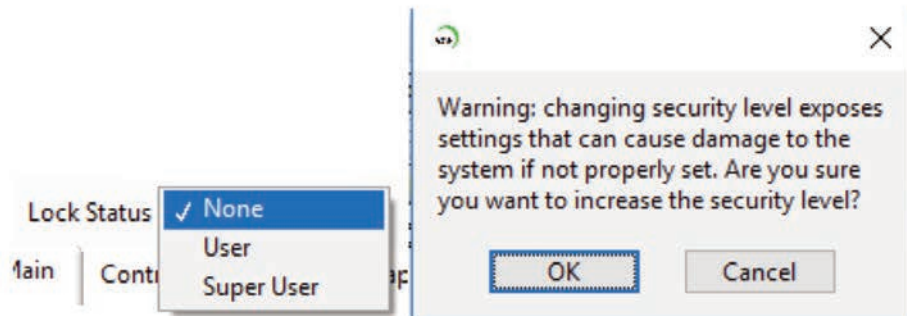 Warning: changing security level exposes
settings that can cause damage to the
system if not properly set. Are you sure
you want to increase the security level?
OK Cancel
Lock Status ✓ None
User
Super User
Main Contr